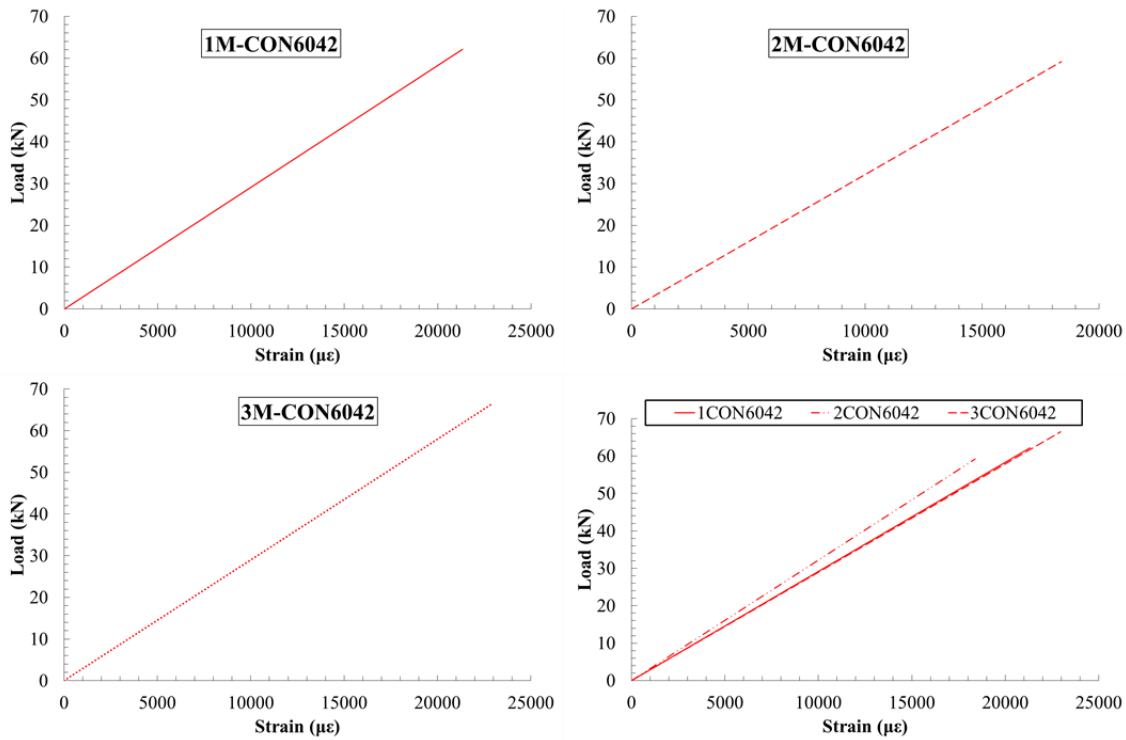 1M-CON6042
Load (kN)
70
60
50
40
30
20
10
0
0 5000 10000 15000 20000 25000
Strain (με)
2M-CON6042
Load (kN)
70
60
50
40
30
20
10
0
0 5000 10000 15000 20000
Strain (με)
3M-CON6042
Load (kN)
70
60
50
40
30
20
10
0
0 5000 10000 15000 20000 25000
Strain (με)
1CON6042 2CON6042 3CON6042
Load (kN)
70
60
50
40
30
20
10
0
0 5000 10000 15000 20000 25000
Strain (με)